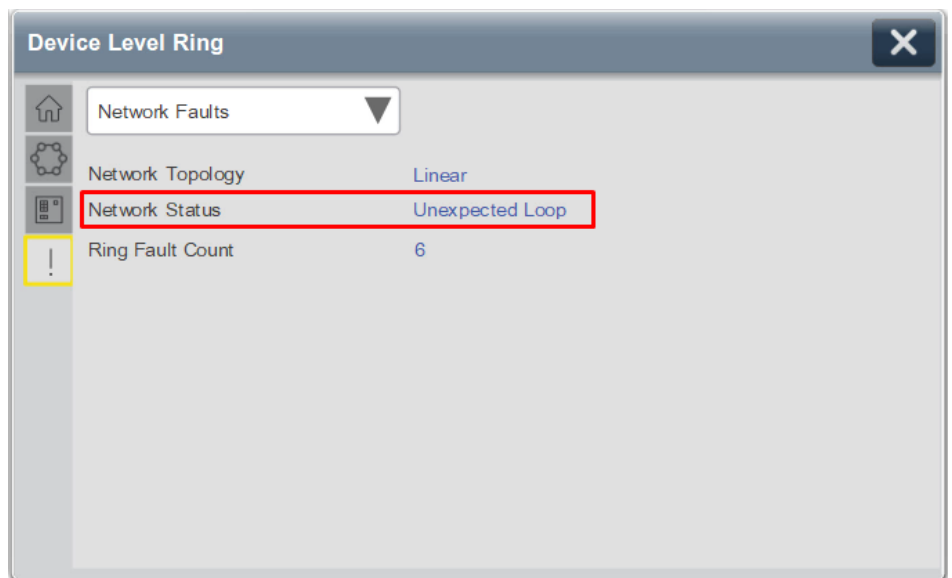 Device Level Ring
Network Faults
Network Topology Linear
Network Status Unexpected Loop
Ring Fault Count 6